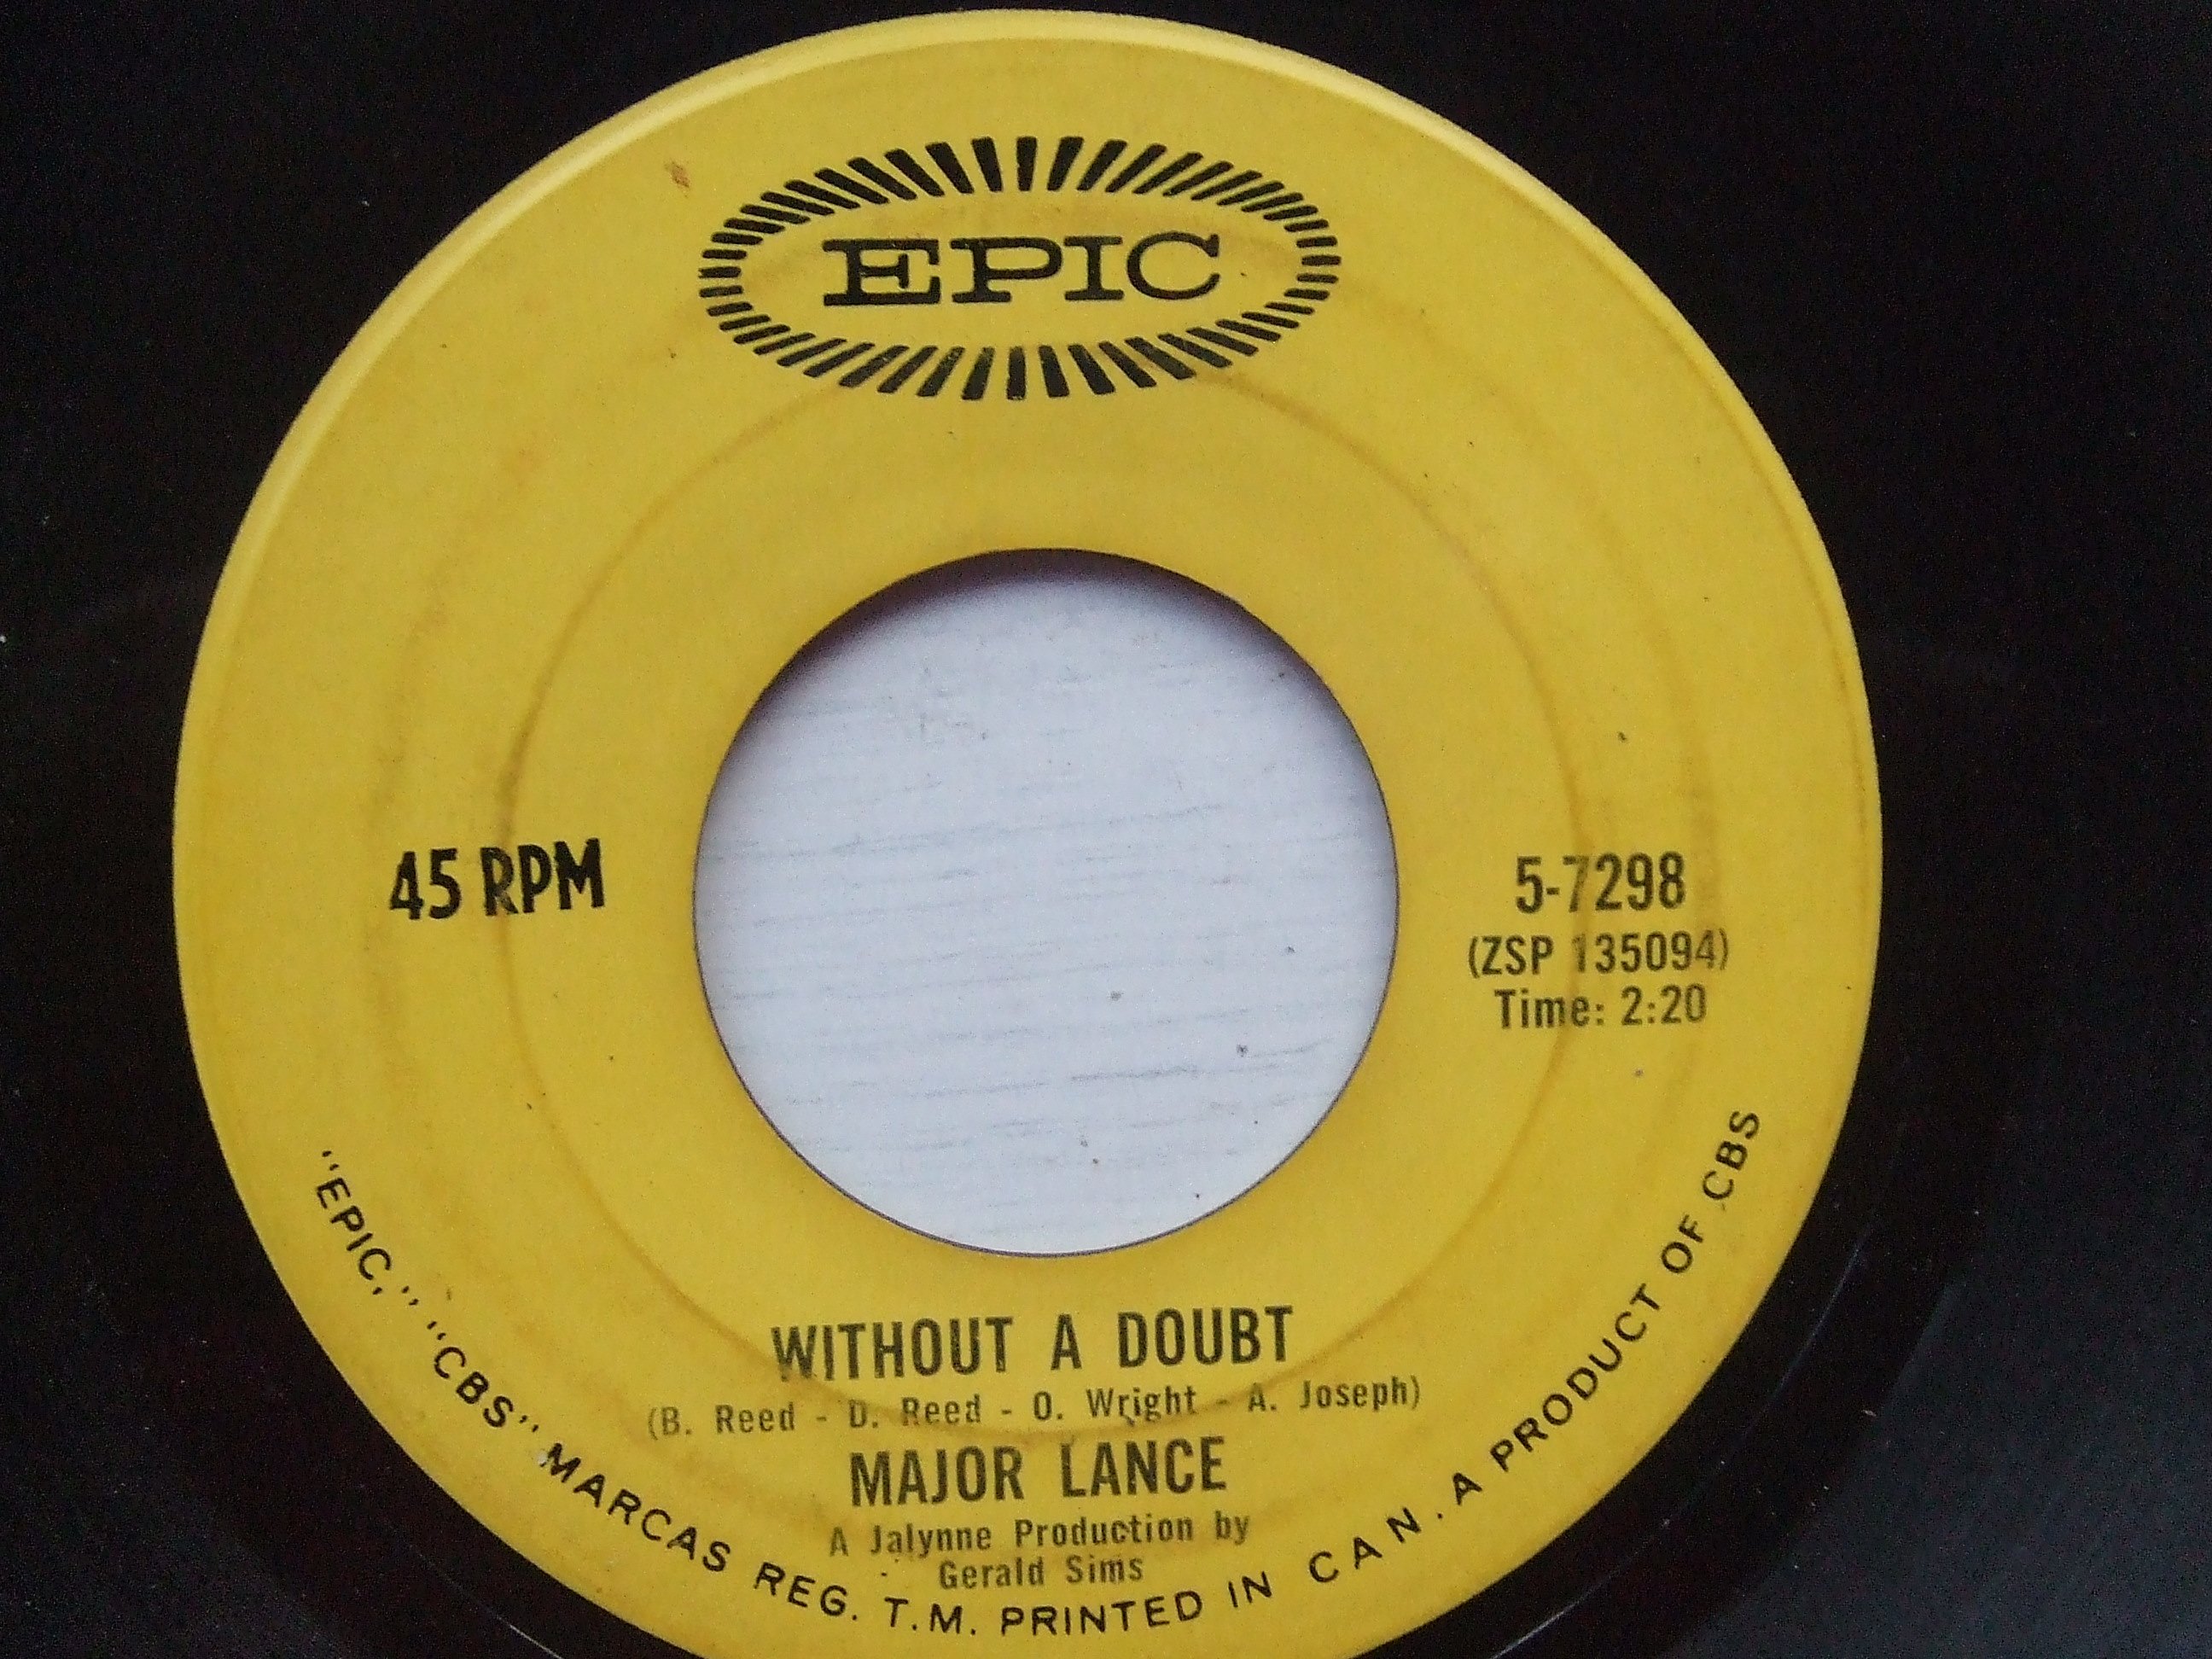 EPIC
45 RPM
5-7298
(ZSP 135094)
Time: 2:20
WITHOUT A DOUBT
(B. Reed - D. Reed - O. Wright - A. Joseph)
MAJOR LANCE
A Jalynne Production by
Gerald Sims
"EPIC," "CBS" MARCAS REG. T.M. PRINTED IN CAN. A PRODUCT OF CBS